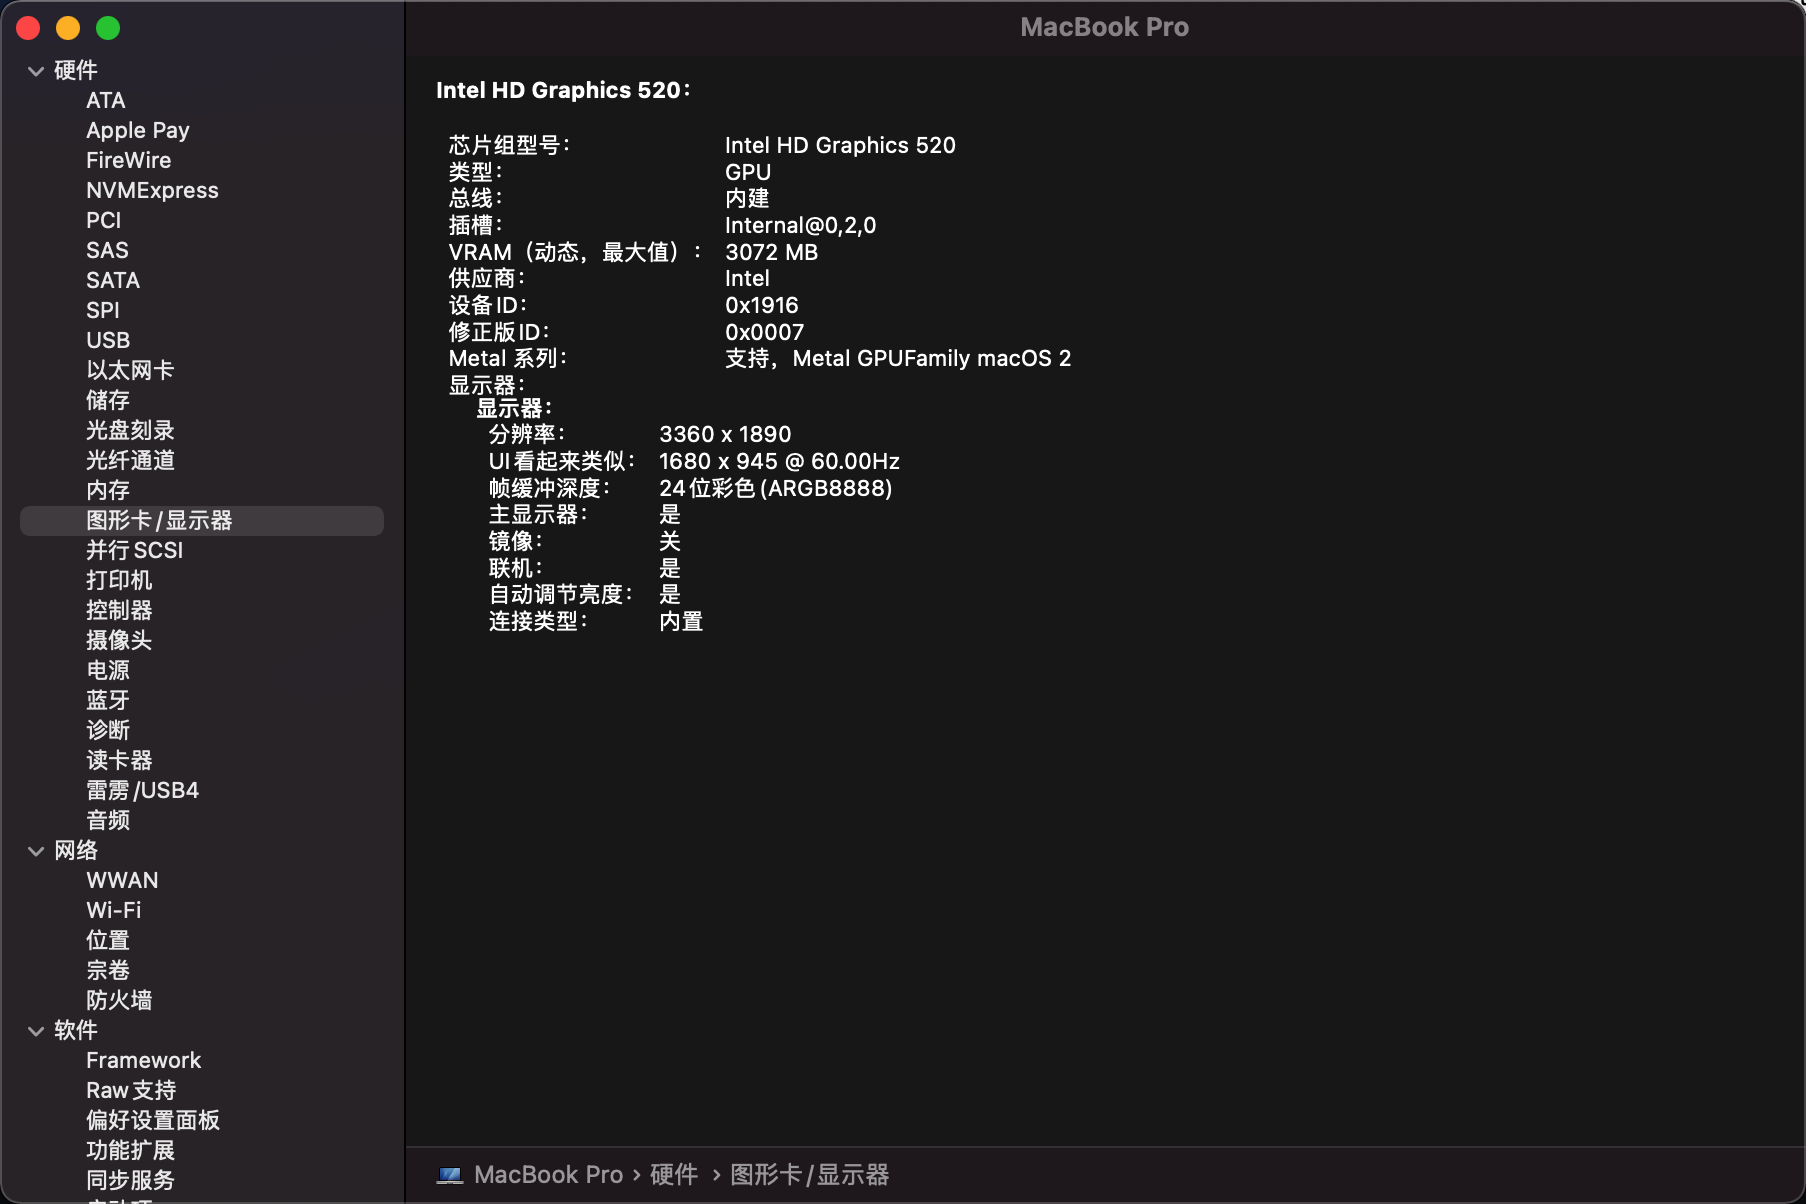 MacBook Pro
硬件
ATA
Apple Pay
FireWire
NVMExpress
PCI
SAS
SATA
SPI
USB
以太网卡
储存
光盘刻录
光纤通道
内存
图形卡/显示器
并行SCSI
打印机
控制器
摄像头
电源
蓝牙
诊断
读卡器
雷雳/USB4
音频
网络
WWAN
Wi-Fi
位置
宗卷
防火墙
软件
Framework
Raw支持
偏好设置面板
功能扩展
同步服务
Intel HD Graphics 520：
芯片组型号： Intel HD Graphics 520
类型： GPU
总线： 内建
插槽： Internal@0,2,0
VRAM（动态，最大值）： 3072 MB
供应商： Intel
设备ID： 0x1916
修正版ID： 0x0007
Metal 系列： 支持，Metal GPUFamily macOS 2
显示器：
显示器：
分辨率： 3360 x 1890
UI看起来类似： 1680 x 945 @ 60.00Hz
帧缓冲深度： 24位彩色(ARGB8888)
主显示器： 是
镜像： 关
联机： 是
自动调节亮度： 是
连接类型： 内置
MacBook Pro › 硬件 › 图形卡/显示器